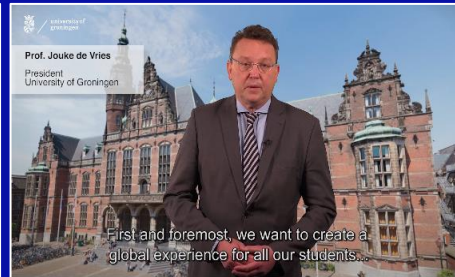 university of
groningen
Prof. Jouke de Vries
President
University of Groningen
First and foremost, we want to create a
global experience for all our students...